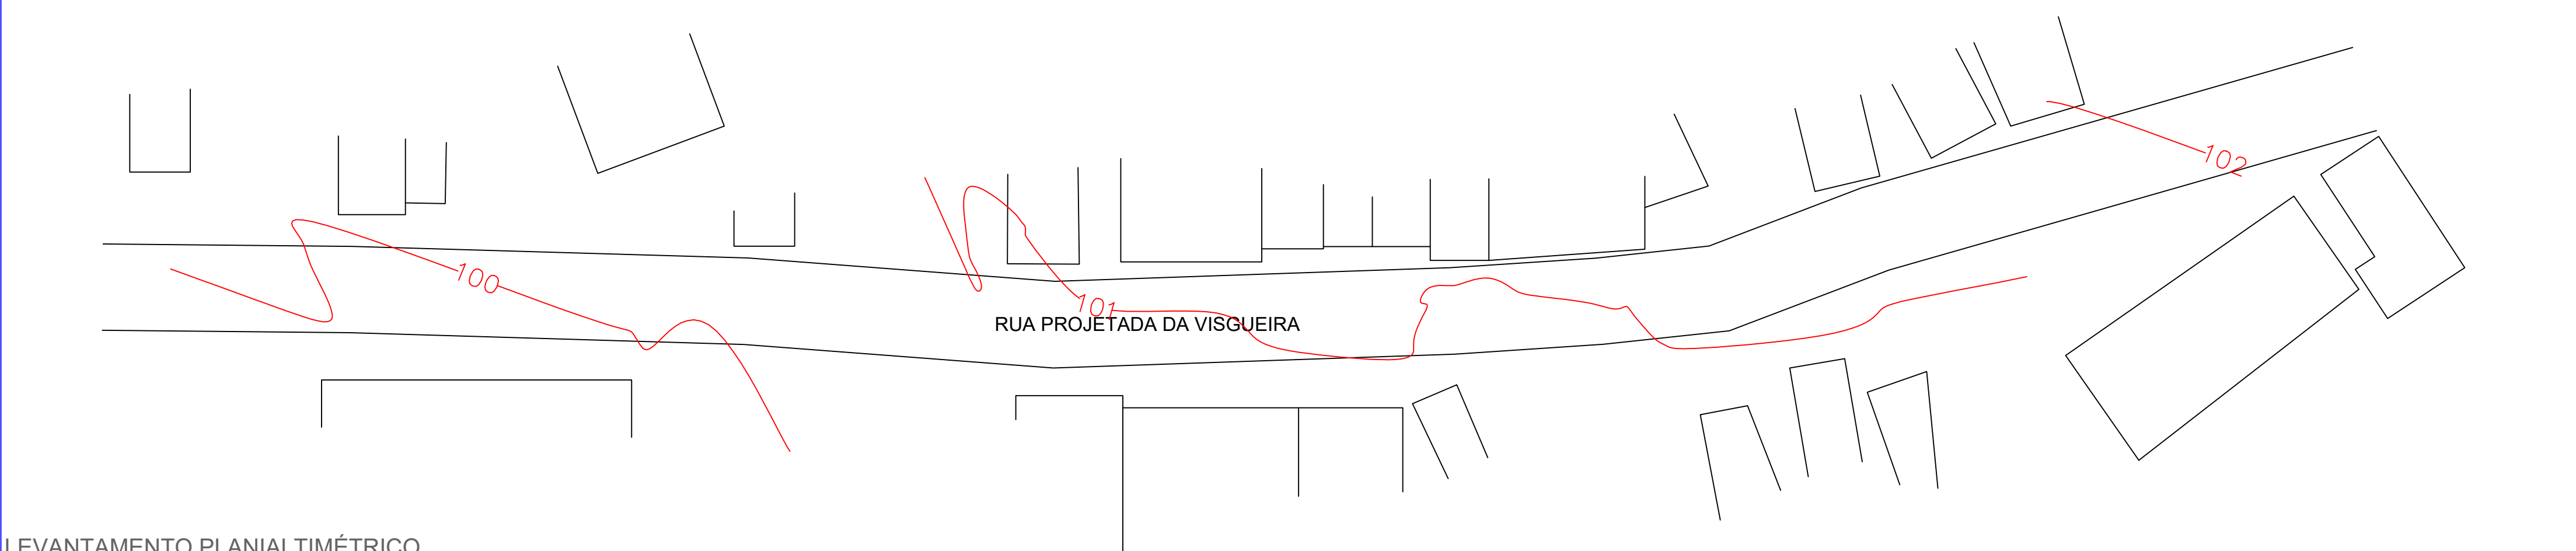 102
100
101
RUA PROJETADA DA VISGUEIRA
LEVANTAMENTO PLANIALTIMÉTRICO